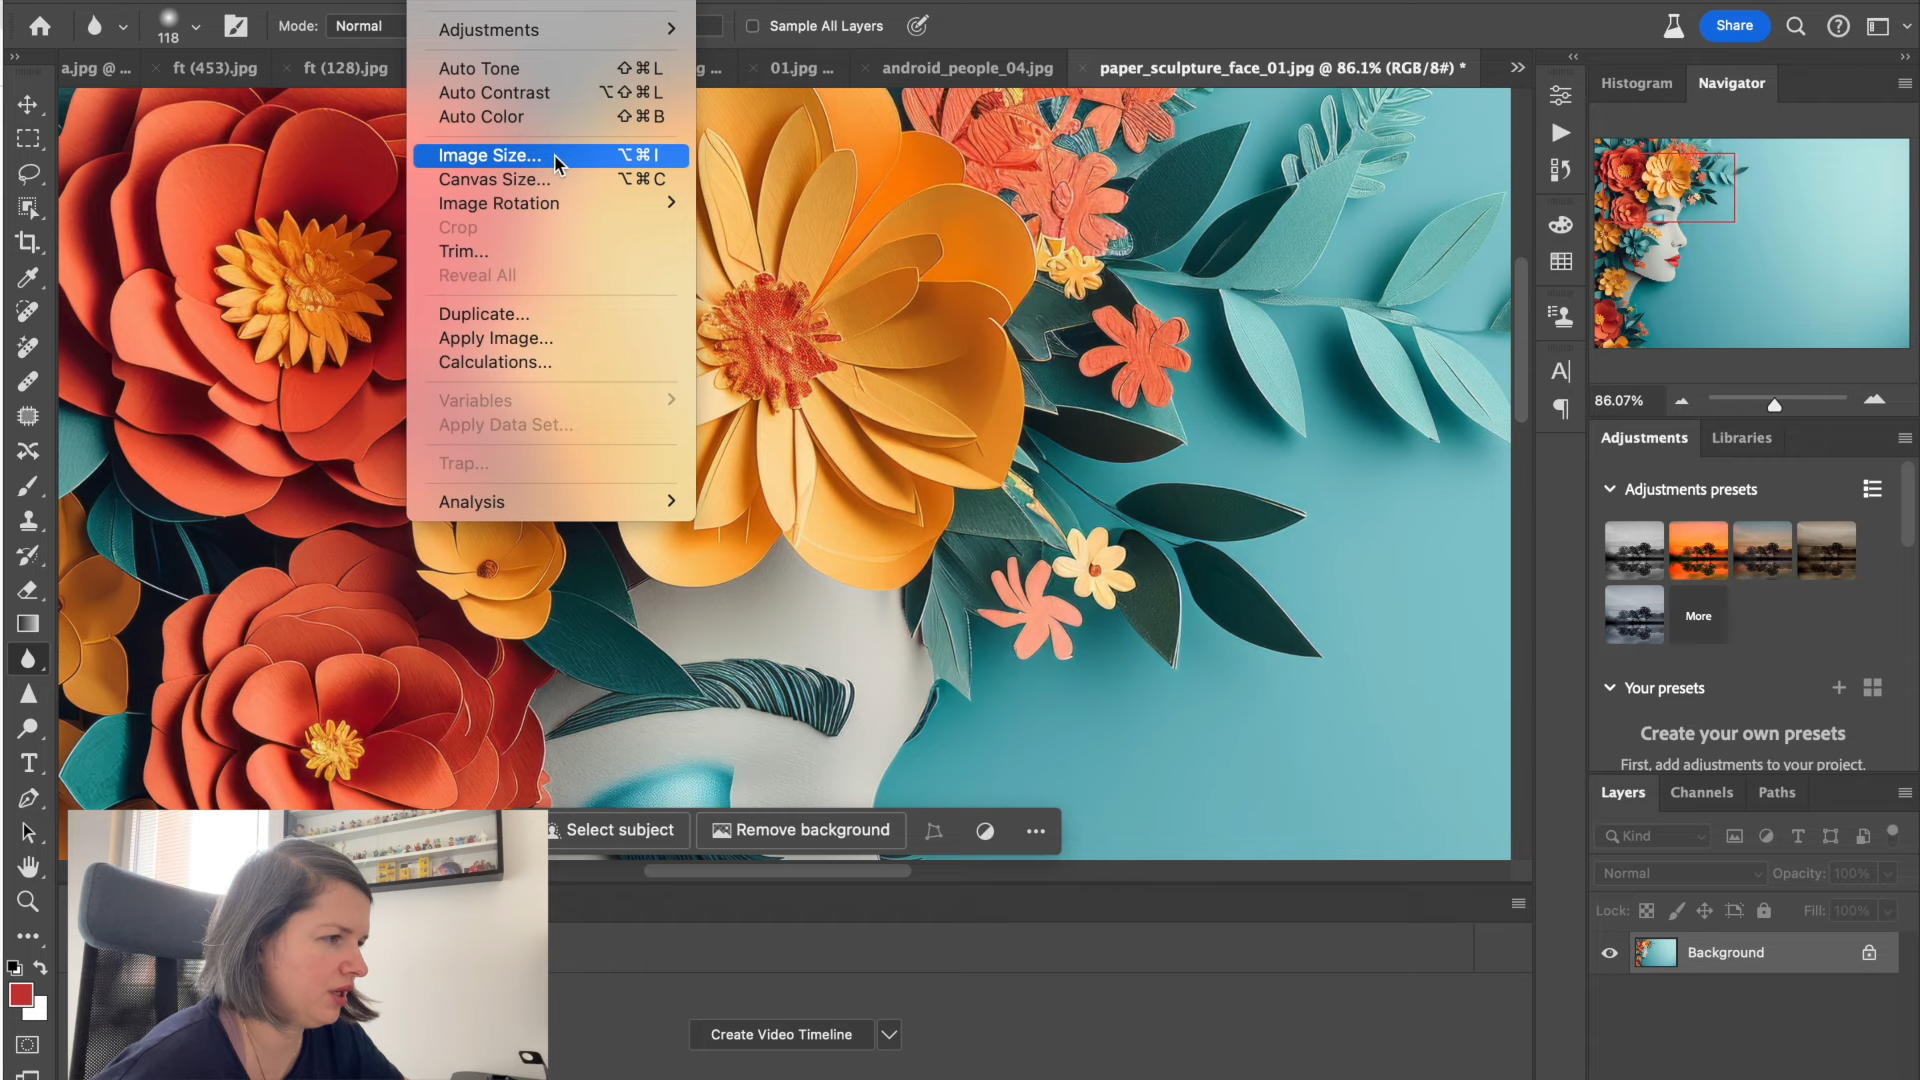 118
Mode:
Normal
Sample All Layers
Share
a.jpg @ ...
ft (453).jpg
ft (128).jpg
g ...
01.jpg ...
android_people_04.jpg
paper_sculpture_face_01.jpg @ 86.1% (RGB/8#) *
Adjustments
Auto Tone ⇧⌘L
Auto Contrast ⌥⇧⌘L
Auto Color ⇧⌘B
Image Size... ⌥⌘I
Canvas Size... ⌥⌘C
Image Rotation
Crop
Trim...
Reveal All
Duplicate...
Apply Image...
Calculations...
Variables
Apply Data Set...
Trap...
Analysis
Select subject
Remove background
Create Video Timeline
Histogram
Navigator
86.07%
Adjustments
Libraries
Adjustments presets
More
Your presets
Create your own presets
First, add adjustments to your project.
Layers
Channels
Paths
Kind
Normal
Opacity: 100%
Lock:
Fill: 100%
Background